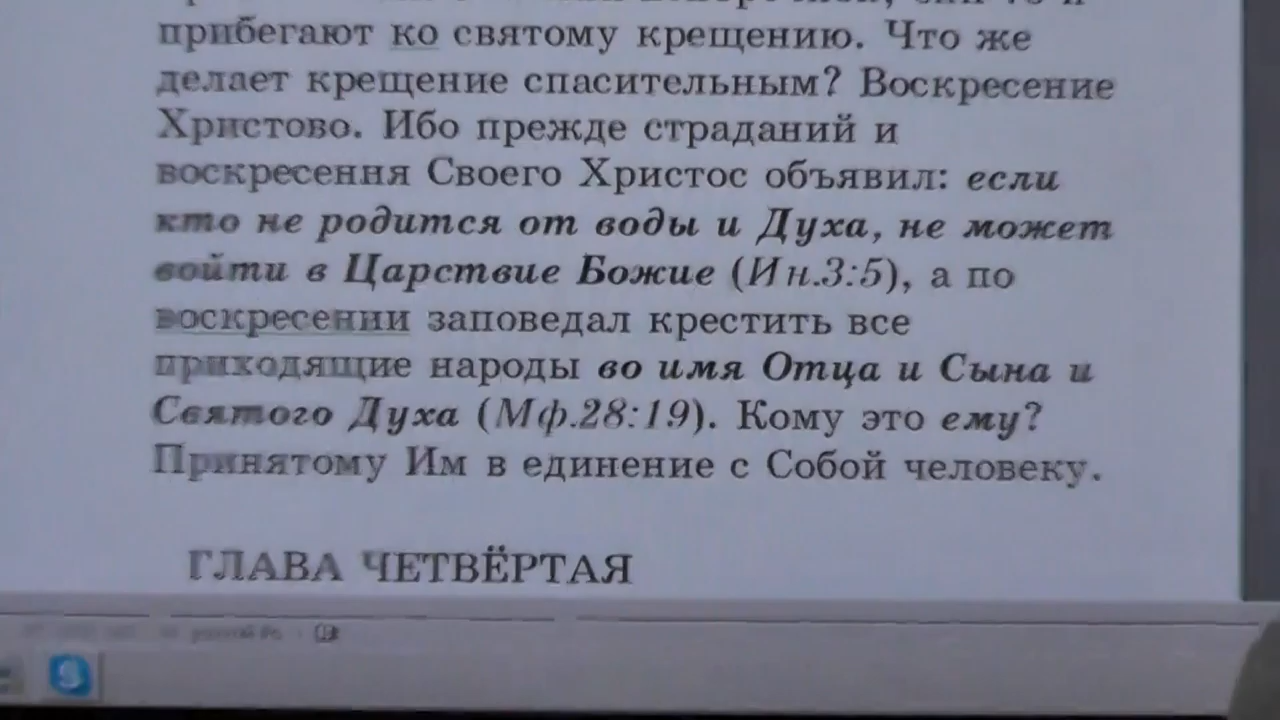 прибегают ко святому крещению. Что же
делает крещение спасительным? Воскресение
Христово. Ибо прежде страданий и
воскресения Своего Христос объявил: если
кто не родится от воды и Духа, не может
войти в Царствие Божие (Ин.3:5), а по
воскресении заповедал крестить все
приходящие народы во имя Отца и Сына и
Святого Духа (Мф.28:19). Кому это ему?
Принятому Им в единение с Собой человеку.
ГЛАВА ЧЕТВЁРТАЯ